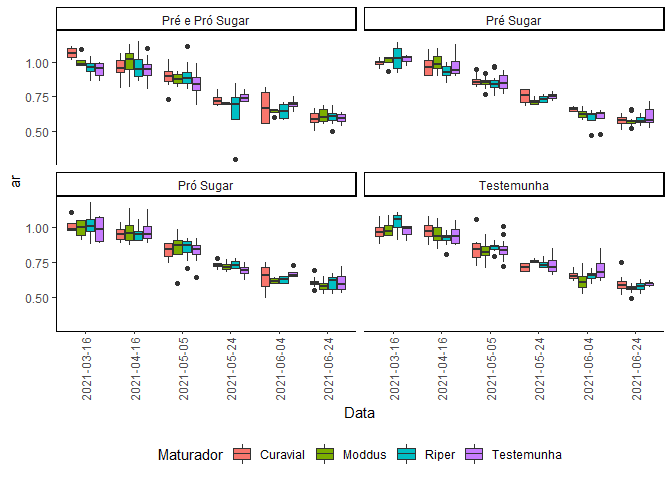 Pré e Pró Sugar
Pré Sugar
1.00
0.75
0.50
ar
Pró Sugar
Testemunha
1.00
0.75
0.50
2021-03-16
2021-04-16
2021-05-05
2021-05-24
2021-06-04
2021-06-24
2021-03-16
2021-04-16
2021-05-05
2021-05-24
2021-06-04
2021-06-24
Data
Maturador Curavial Moddus Riper Testemunha